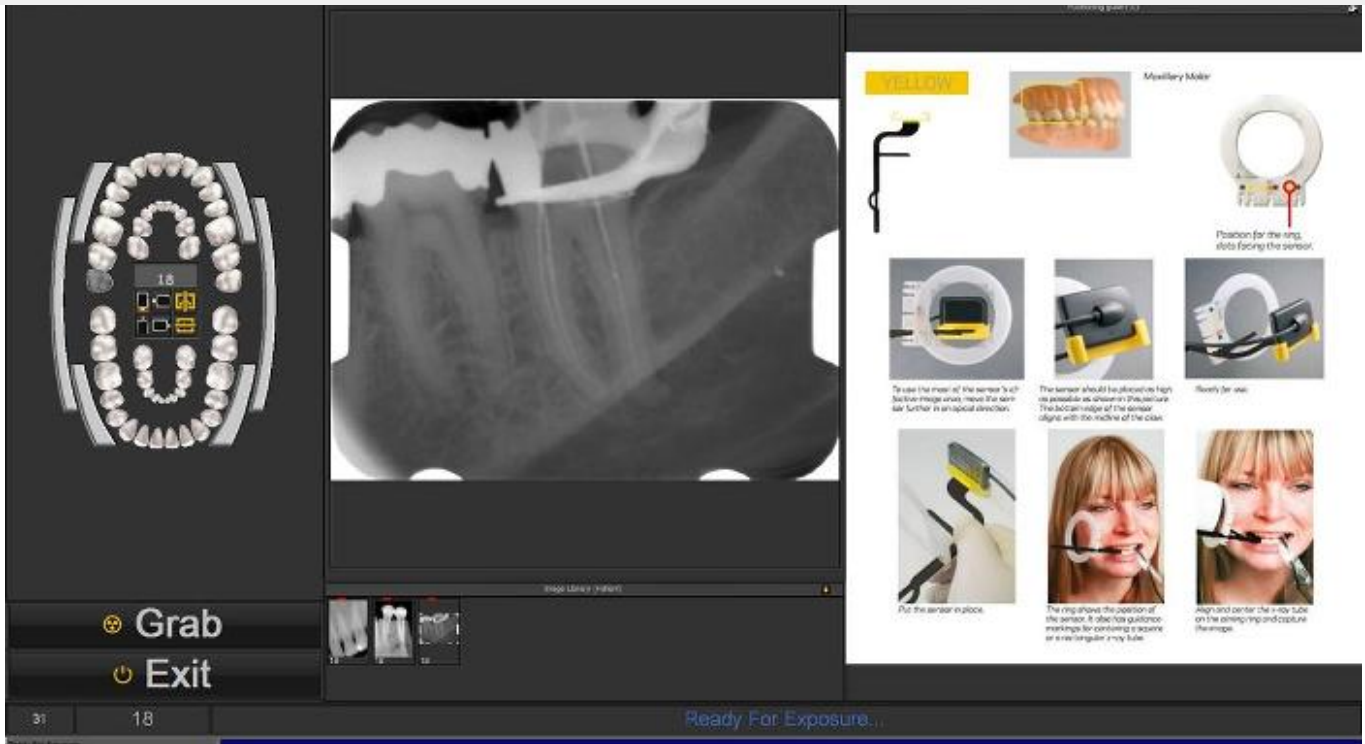 18
Grab
Exit
31
18
Ready For Exposure...
Image Library (Patient)
YELLOW
Maxillary Molar
Position for the ring,
dots facing the sensor.
To use the most of the sensor's ef-
fective image area, move the sen-
sor further in an apical direction.
The sensor should be placed as high
as possible as shown in this picture.
The bottom edge of the sensor
aligns with the midline of the claw.
Ready for use.
Put the sensor in place.
The ring shows the position of
the sensor. It also has guidance
markings for centering a square
or a rectangular x-ray tube.
Align and center the x-ray tube
on the aiming ring and capture
the image.